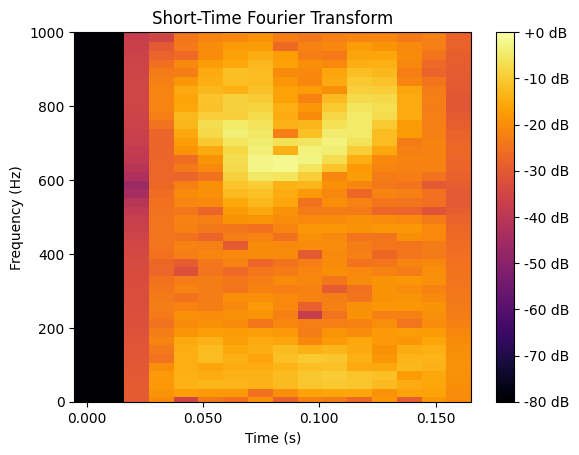 Short-Time Fourier Transform
1000
800
600
400
200
0
Frequency (Hz)
0.000
0.050
0.100
0.150
Time (s)
+0 dB
-10 dB
-20 dB
-30 dB
-40 dB
-50 dB
-60 dB
-70 dB
-80 dB